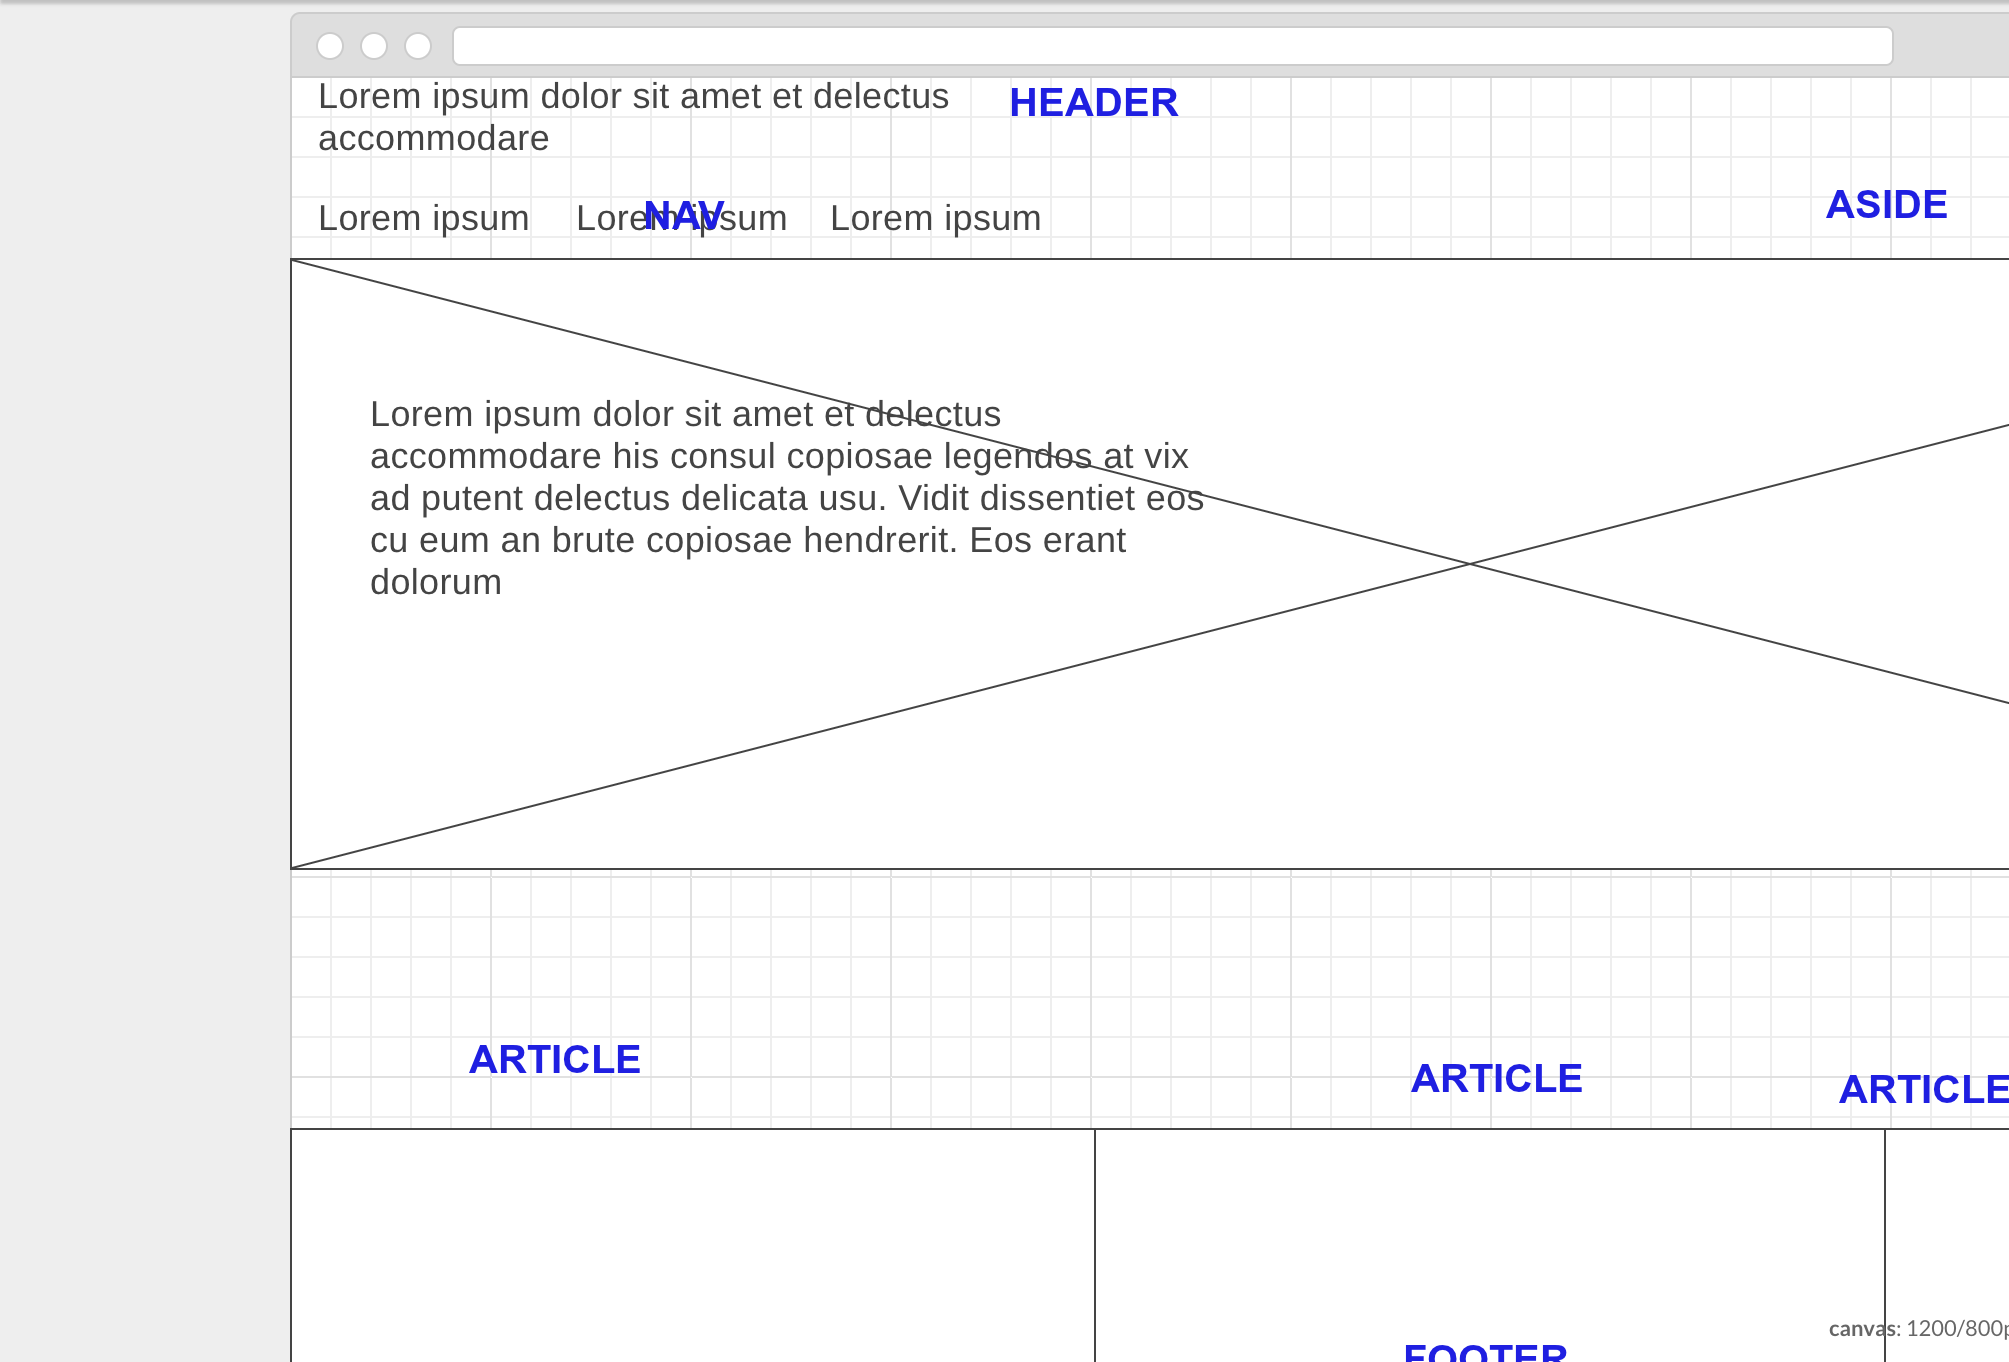 Lorem ipsum dolor sit amet et delectus
accommodare
HEADER
Lorem ipsum Lorem ipsum Lorem ipsum
NAV
ASIDE
Lorem ipsum dolor sit amet et delectus
accommodare his consul copiosae legendos at vix
ad putent delectus delicata usu. Vidit dissentiet eos
cu eum an brute copiosae hendrerit. Eos erant
dolorum
ARTICLE
ARTICLE
ARTICLE
canvas: 1200/800p
FOOTER